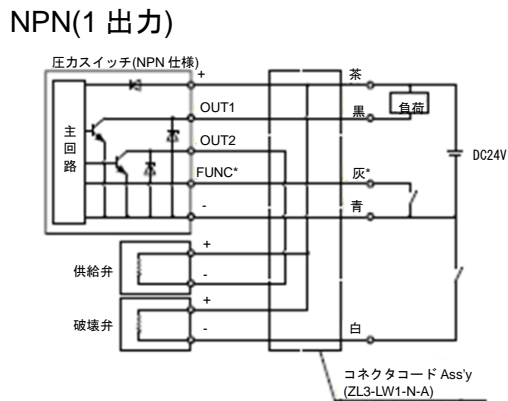 NPN(1 出力)
圧力スイッチ(NPN 仕様)
+
茶
OUT1
黒
負荷
主回路
OUT2
DC24V
FUNC*
灰*
-
青
+
供給弁
-
+
破壊弁
-
白
コネクタコード Ass'y
(ZL3-LW1-N-A)